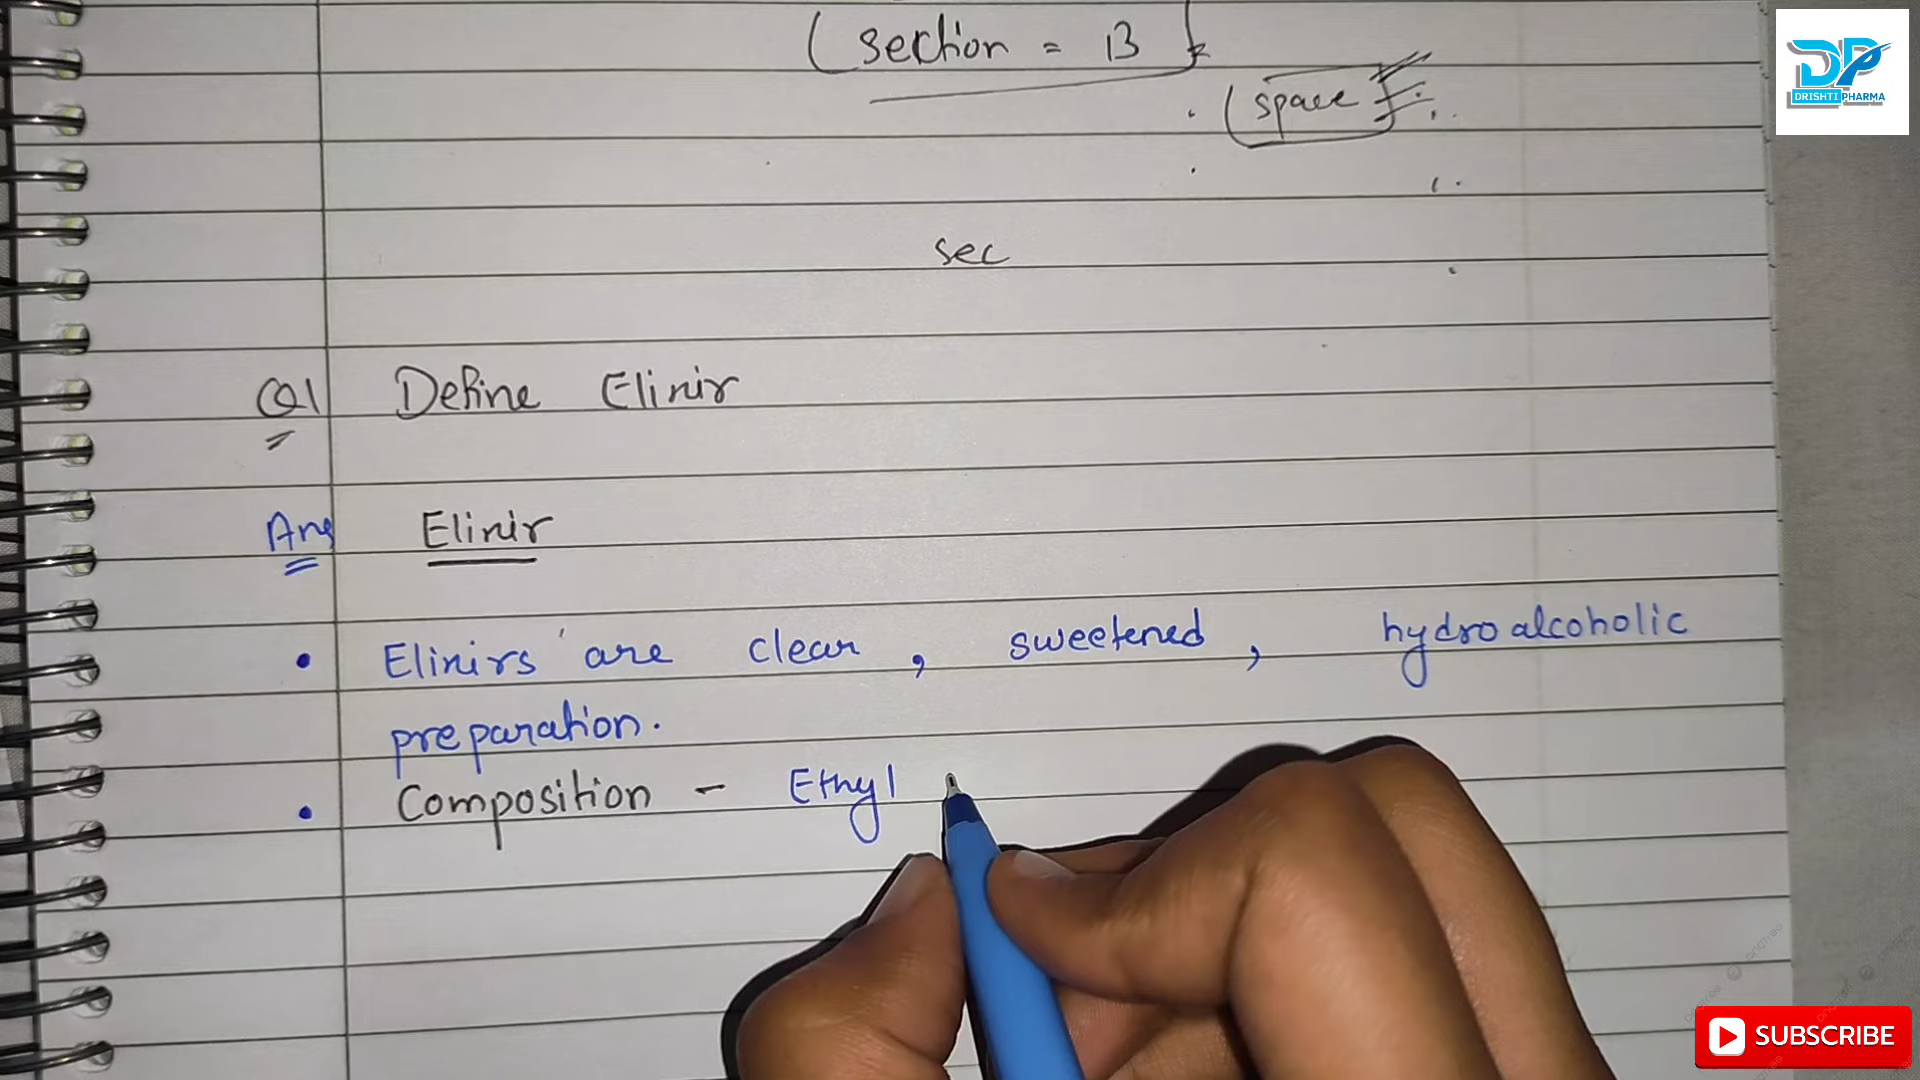 (section = B)
(space)
sec
Q1 Define Elixir
Ans Elixir
• Elixirs are clear, sweetened, hydroalcoholic
preparation.
• Composition - Ethyl
DP
DRISHTI PHARMA
SUBSCRIBE